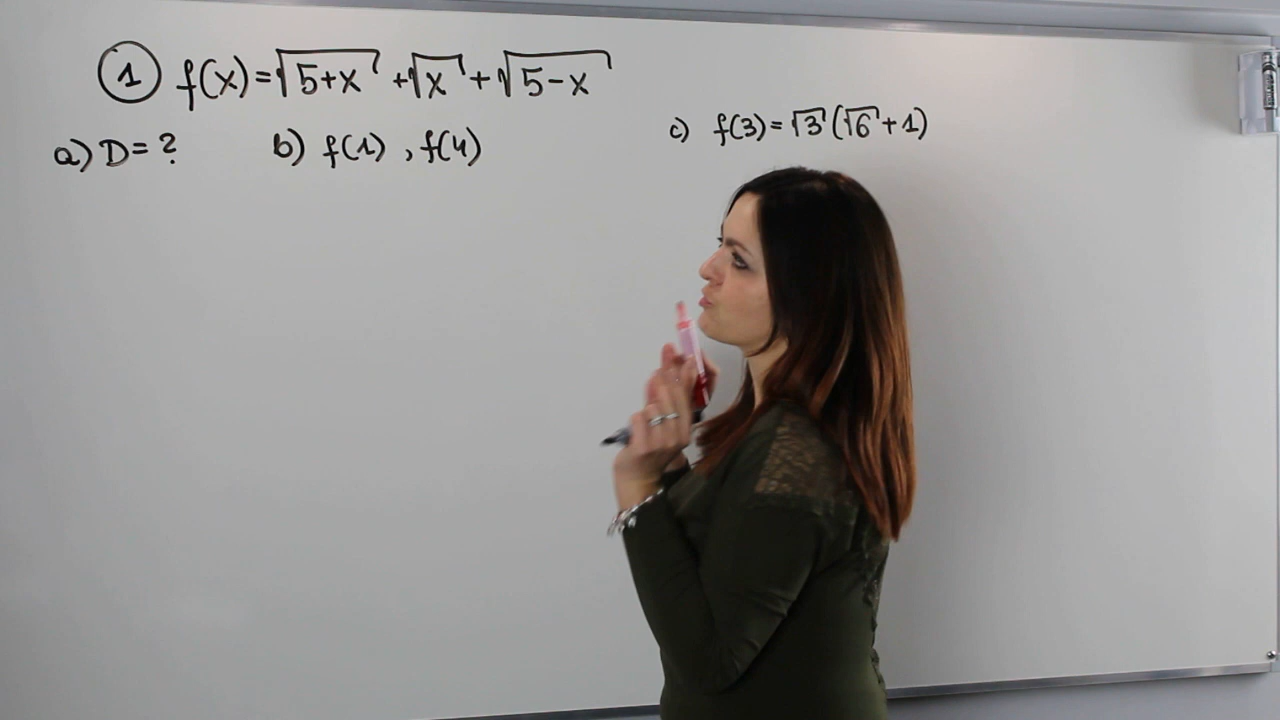 1 f(x)=√5+x + √x + √5-x
a) D=? b) f(1), f(4) c) f(3)=√3(√6+1)